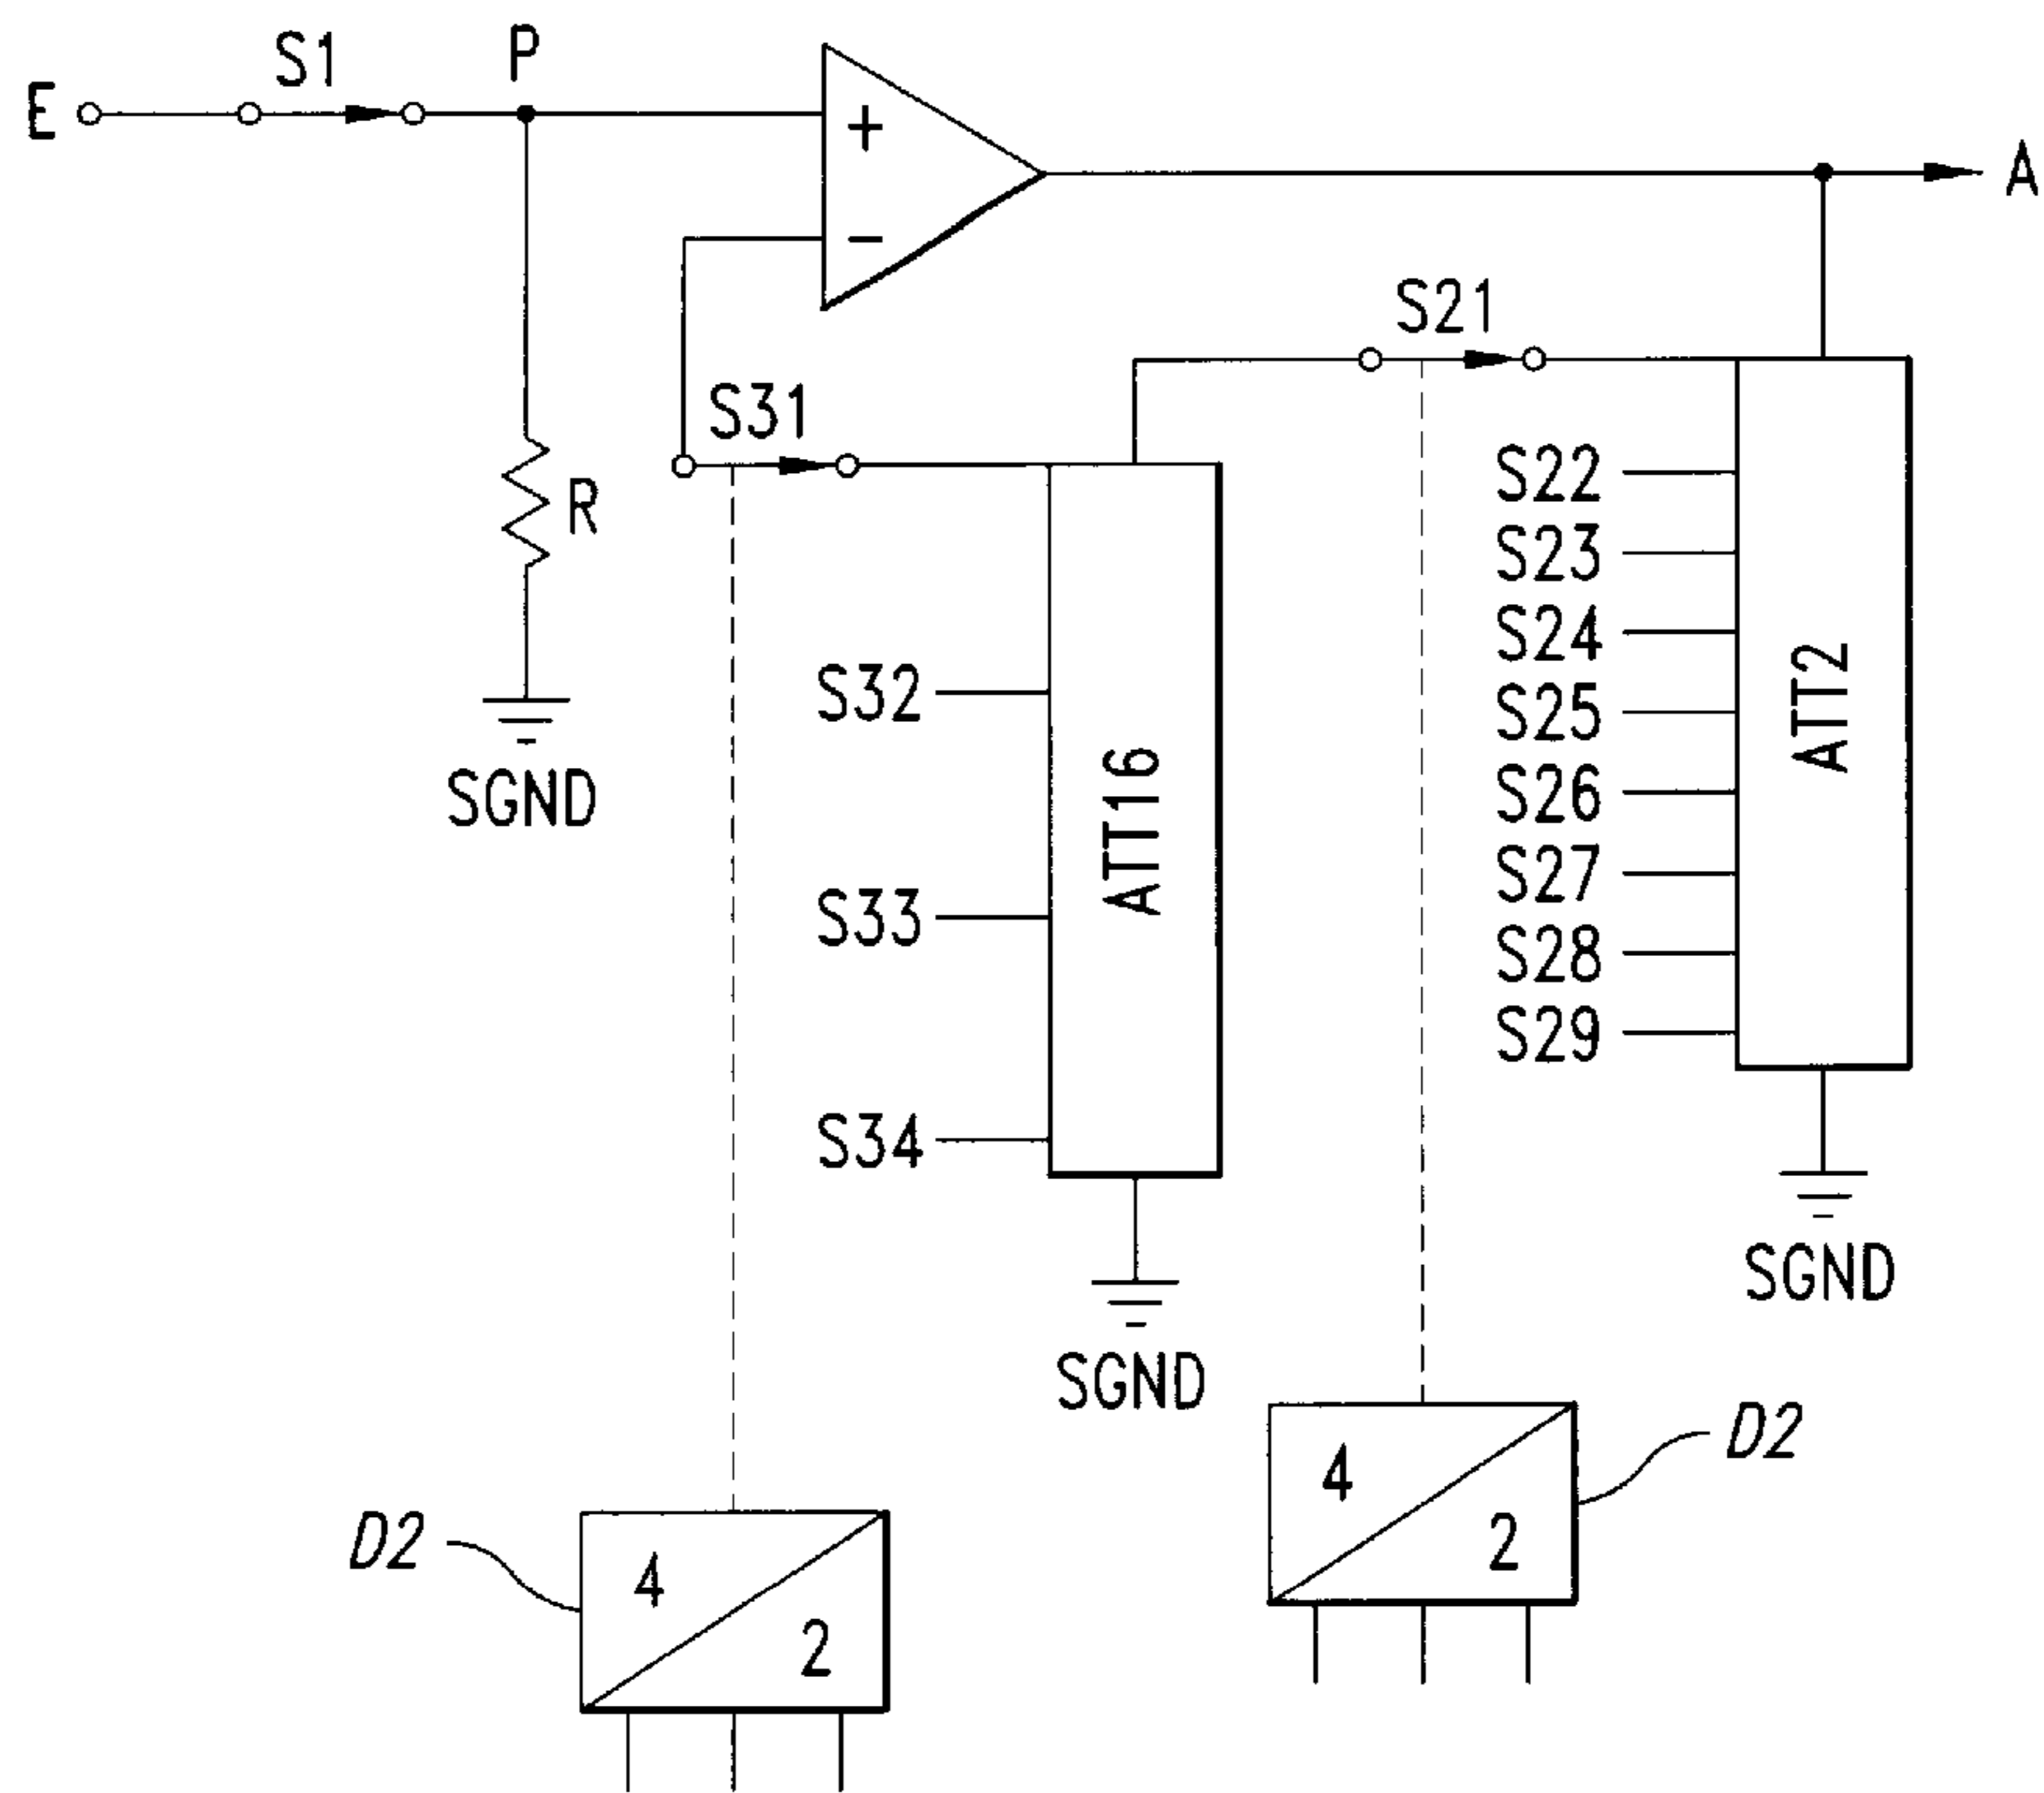 E
S1
P
+
A
−
S21
S31
R
S22
S23
S24
S25
S26
S27
S28
S29
ATT2
S32
S33
S34
ATT16
SGND
SGND
SGND
4
2
D2
D2
4
2